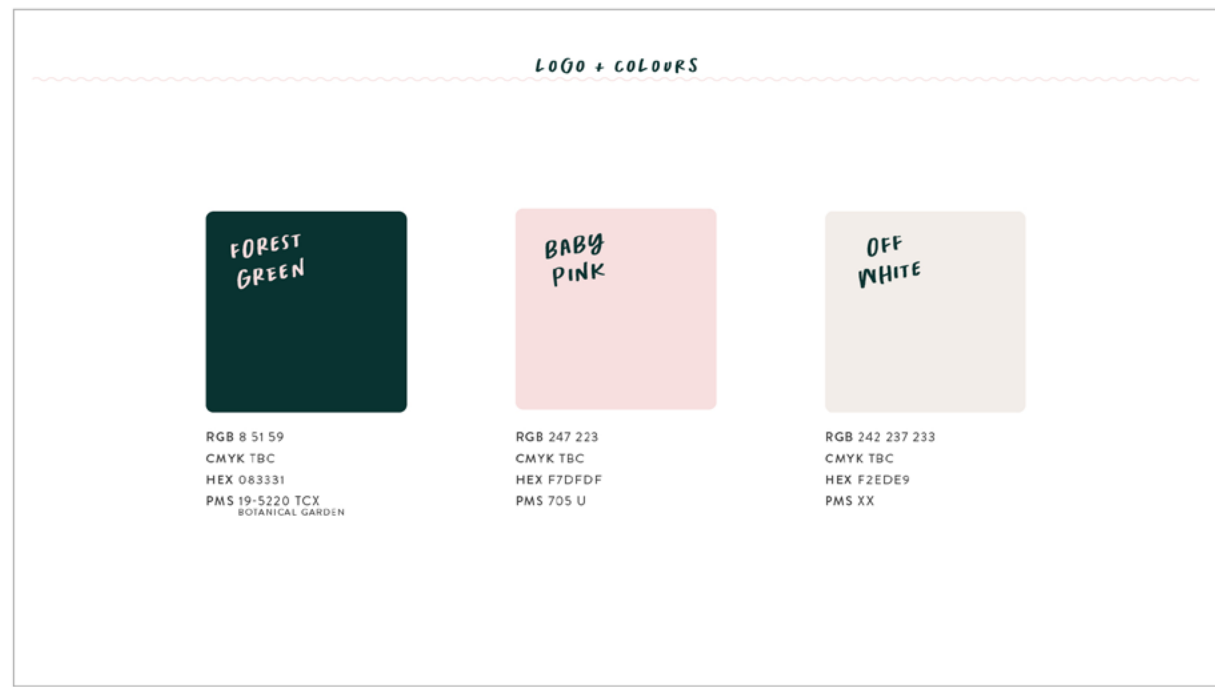 LOGO + COLOURS
FOREST
GREEN
BABY
PINK
OFF
WHITE
RGB 8 51 59
CMYK TBC
HEX 083331
PMS 19-5220 TCX
BOTANICAL GARDEN
RGB 247 223
CMYK TBC
HEX F7DFDF
PMS 705 U
RGB 242 237 233
CMYK TBC
HEX F2EDE9
PMS XX